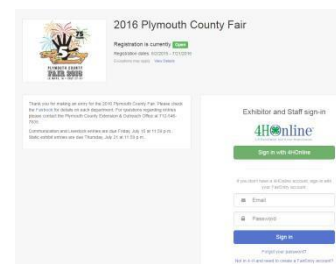 75
PLYMOUTH COUNTY
FAIR 2016
2016 Plymouth County Fair
Registration is currently Open
Registration dates: 6/2/2016 - 7/21/2016
View Details
Thank you for making an entry for the 2016 Plymouth County Fair. Please check
the Fairbook for details on each department. For questions regarding entries
please contact the Plymouth County Extension & Outreach Office at
Communication and Livestock entries are due Friday, July 15 at 11:59 p.m.
Static exhibit entries are due Thursday, July 21 at 11:59 p.m.
Exhibitor and Staff sign-in
4HOnline
Sign in with 4HOnline
If you don't have a 4HOnline account, sign-in with
your FairEntry account
Email
Password
Sign in
Forgot your password?
Not in 4-H and need to create a FairEntry account?